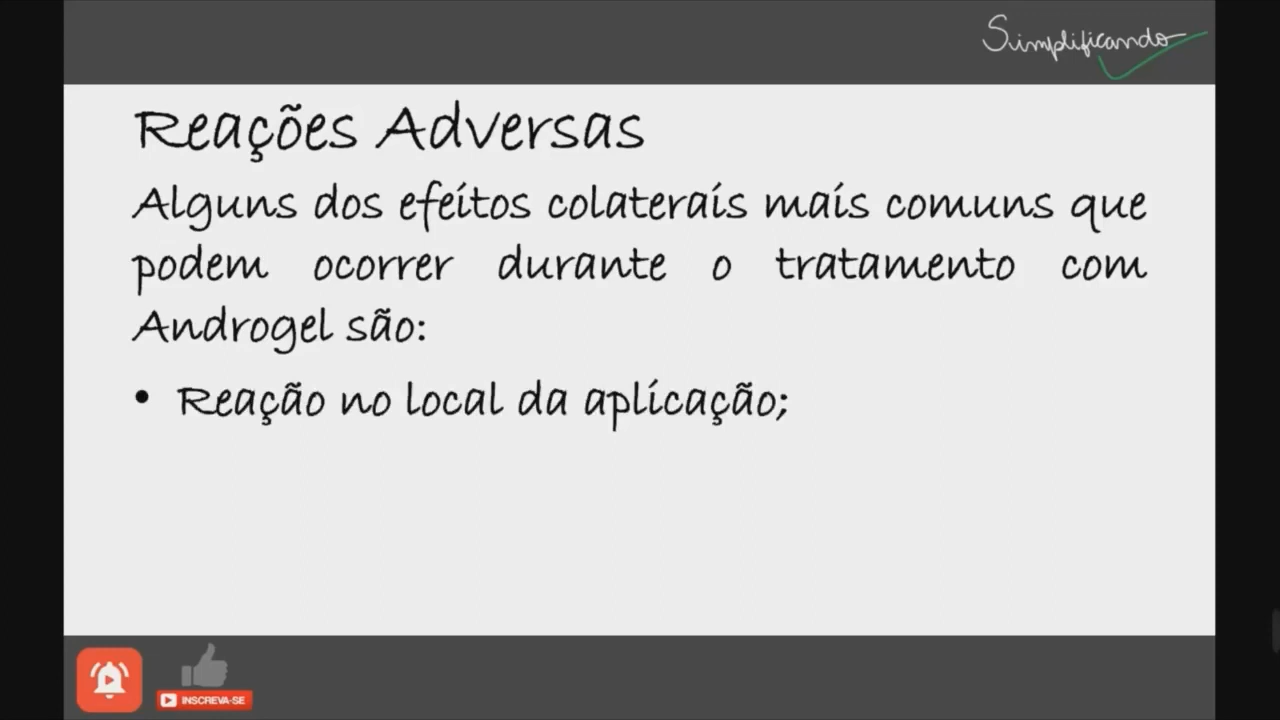 Simplificando
Reações Adversas
Alguns dos efeitos colaterais mais comuns que
podem ocorrer durante o tratamento com
Androgel são:
• Reação no local da aplicação;
INSCREVA-SE